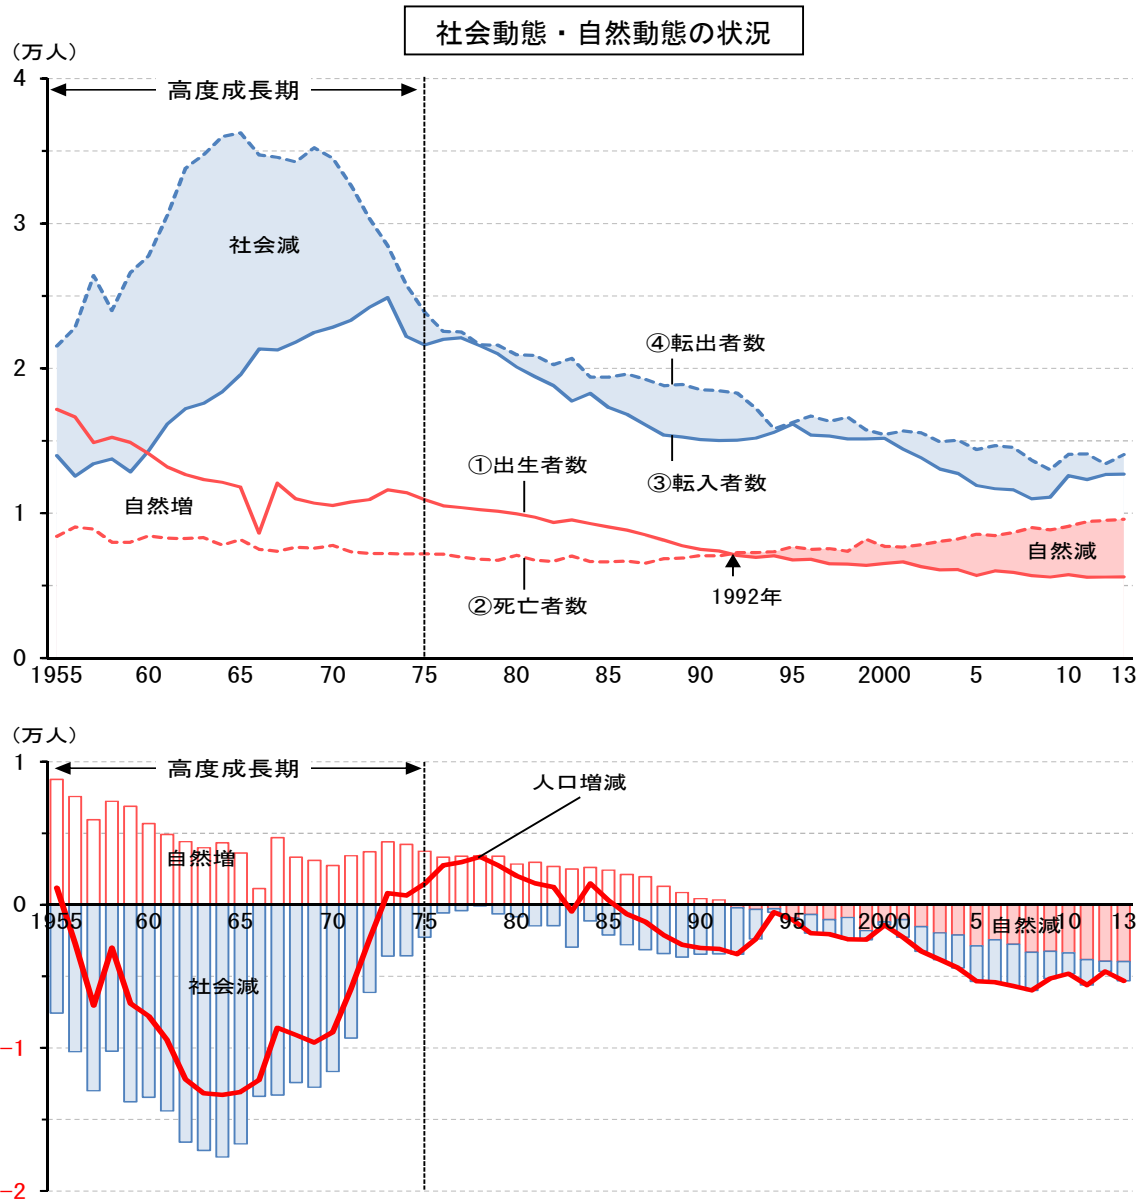 社会動態・自然動態の状況
（万人）
4
高度成長期
3
社会減
④転出者数
2
①出生者数
③転入者数
自然増
1
自然減
②死亡者数
1992年
0
1955 60 65 70 75 80 85 90 95 2000 5 10 13
（万人）
1
高度成長期
人口増減
自然増
0
1955 60 65 70 75 80 85 90 95 2000 5 自然減 10 13
社会減
-1
-2